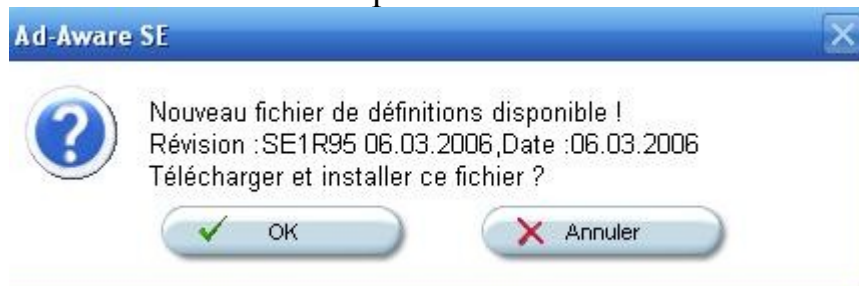 Ad-Aware SE
Nouveau fichier de définitions disponible !
Révision :SE1R95 06.03.2006,Date :06.03.2006
Télécharger et installer ce fichier ?
OK Annuler